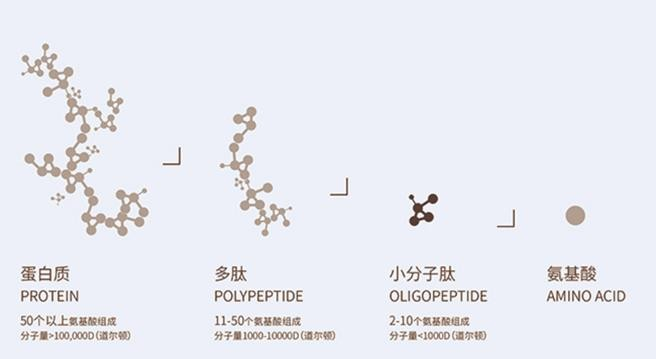 蛋白质
PROTEIN
50个以上氨基酸组成
分子量>100,000D(道尔顿)
多肽
POLYPEPTIDE
11-50个氨基酸组成
分子量1000-10000D(道尔顿)
小分子肽
OLIGOPEPTIDE
2-10个氨基酸组成
分子量<1000D(道尔顿)
氨基酸
AMINO ACID